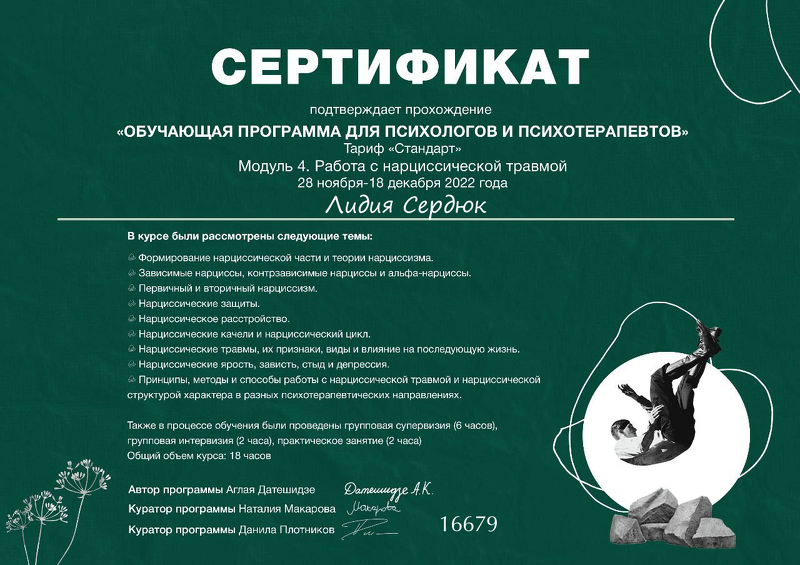 СЕРТИФИКАТ
подтверждает прохождение
«ОБУЧАЮЩАЯ ПРОГРАММА ДЛЯ ПСИХОЛОГОВ И ПСИХОТЕРАПЕВТОВ»
Тариф «Стандарт»
Модуль 4. Работа с нарциссической травмой
28 ноября-18 декабря 2022 года
Лидия Сердюк
В курсе были рассмотрены следующие темы:
Формирование нарциссической части и теории нарциссизма.
Зависимые нарциссы, контрзависимые нарциссы и альфа-нарциссы.
Первичный и вторичный нарциссизм.
Нарциссические защиты.
Нарциссическое расстройство.
Нарциссические качели и нарциссический цикл.
Нарциссические травмы, их признаки, виды и влияние на последующую жизнь.
Нарциссические ярость, зависть, стыд и депрессия.
Принципы, методы и способы работы с нарциссической травмой и нарциссической
структурой характера в разных психотерапевтических направлениях.
Также в процессе обучения были проведены групповая супервизия (6 часов),
групповая интервизия (2 часа), практическое занятие (2 часа)
Общий объем курса: 18 часов
Автор программы Аглая Датешидзе Датешидзе А.К.
Куратор программы Наталия Макарова Макарова
Куратор программы Данила Плотников
16679